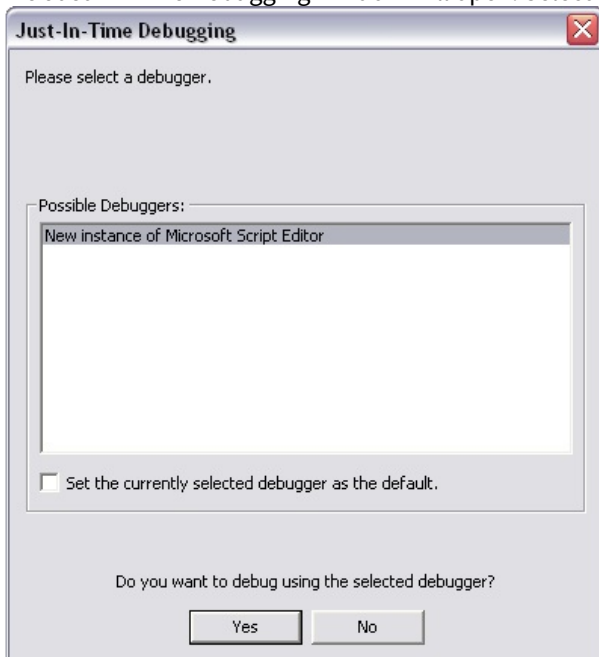 Just-In-Time Debugging
Please select a debugger.
Possible Debuggers:
New instance of Microsoft Script Editor
Set the currently selected debugger as the default.
Do you want to debug using the selected debugger?
Yes No